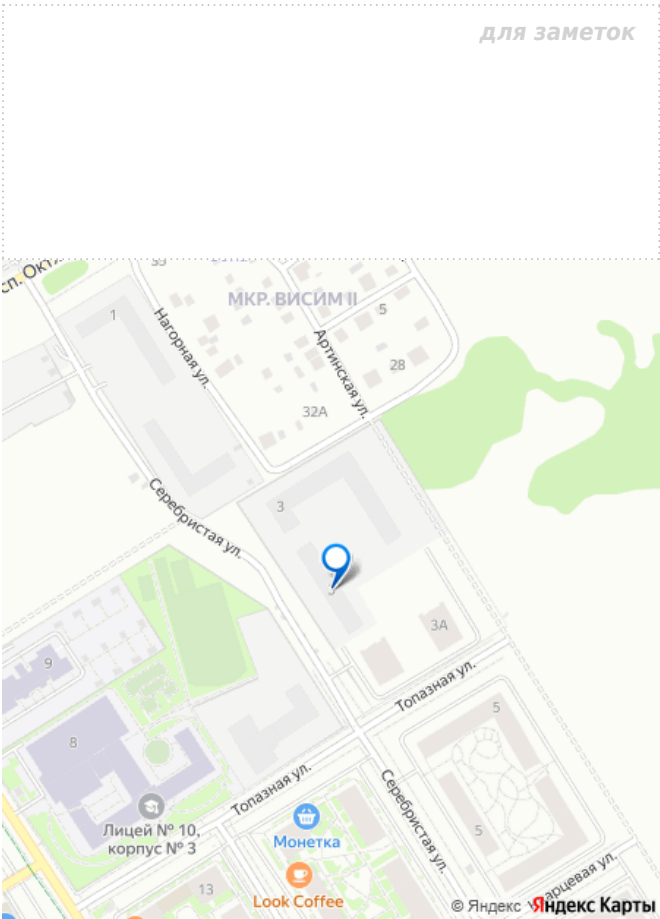 для заметок
МКР. ВИСИМ II
1
Нагорная ул.
Артинская ул.
5
28
32А
Серебристая ул.
3
3
3А
9
Топазная ул.
5
8
Топазная ул.
Серебристая ул.
5
Лицей № 10,
корпус № 3
Монетка
13
Look Coffee
© Яндекс
Яндекс Карты